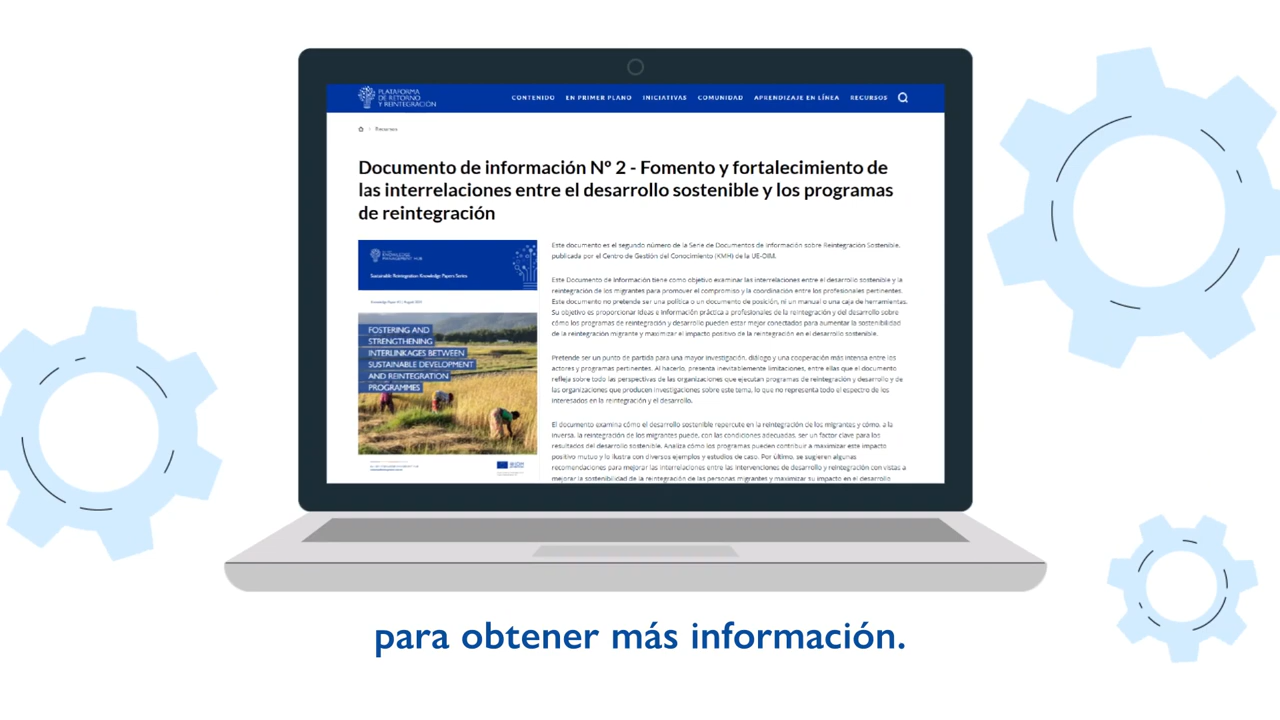 PLATAFORMA
DE RETORNO
Y REINTEGRACIÓN
CONTENIDO EN PRIMER PLANO INICIATIVAS COMUNIDAD APRENDIZAJE EN LÍNEA RECURSOS
Recursos
Documento de información Nº 2 - Fomento y fortalecimiento de
las interrelaciones entre el desarrollo sostenible y los programas
de reintegración
KNOWLEDGE
MANAGEMENT HUB
Sustainable Reintegration Knowledge Papers Series
FOSTERING AND
STRENGTHENING
INTERLINKAGES BETWEEN
SUSTAINABLE DEVELOPMENT
AND REINTEGRATION
PROGRAMMES
Este documento es el segundo número de la Serie de Documentos de Información sobre Reintegración Sostenible,
publicada por el Centro de Gestión del Conocimiento (KMH) de la UE-OIM.
Este Documento de Información tiene como objetivo examinar las interrelaciones entre el desarrollo sostenible y la
reintegración de los migrantes para promover el compromiso y la coordinación entre los profesionales pertinentes.
Este documento no pretende ser una política o un documento de posición, ni un manual o una caja de herramientas.
Su objetivo es proporcionar ideas e información práctica a profesionales de la reintegración y del desarrollo sobre
cómo los programas de reintegración y desarrollo pueden estar mejor conectados para aumentar la sostenibilidad
de la reintegración migrante y maximizar el impacto positivo de la reintegración en el desarrollo sostenible.
Pretende ser un punto de partida para una mayor investigación, diálogo y una cooperación más intensa entre los
actores y programas pertinentes. Al hacerlo, presenta inevitablemente limitaciones, entre ellas que el documento
refleja sobre todo las perspectivas de las organizaciones que ejecutan programas de reintegración y desarrollo y de
las organizaciones que producen investigaciones sobre este tema, lo que no representa todo el espectro de los
interesados en la reintegración y el desarrollo.
El documento examina cómo el desarrollo sostenible repercute en la reintegración de los migrantes y cómo, a la
inversa, la reintegración de los migrantes puede, con las condiciones adecuadas, ser un factor clave para los
resultados del desarrollo sostenible. Analiza cómo los programas pueden contribuir a maximizar este impacto
positivo mutuo y lo ilustra con diversos ejemplos y estudios de caso. Por último, se sugieren algunas
recomendaciones para mejorar las interrelaciones entre las intervenciones de desarrollo y reintegración con vistas a
mejorar la sostenibilidad de la reintegración de las personas migrantes y maximizar su impacto en el desarrollo
para obtener más información.